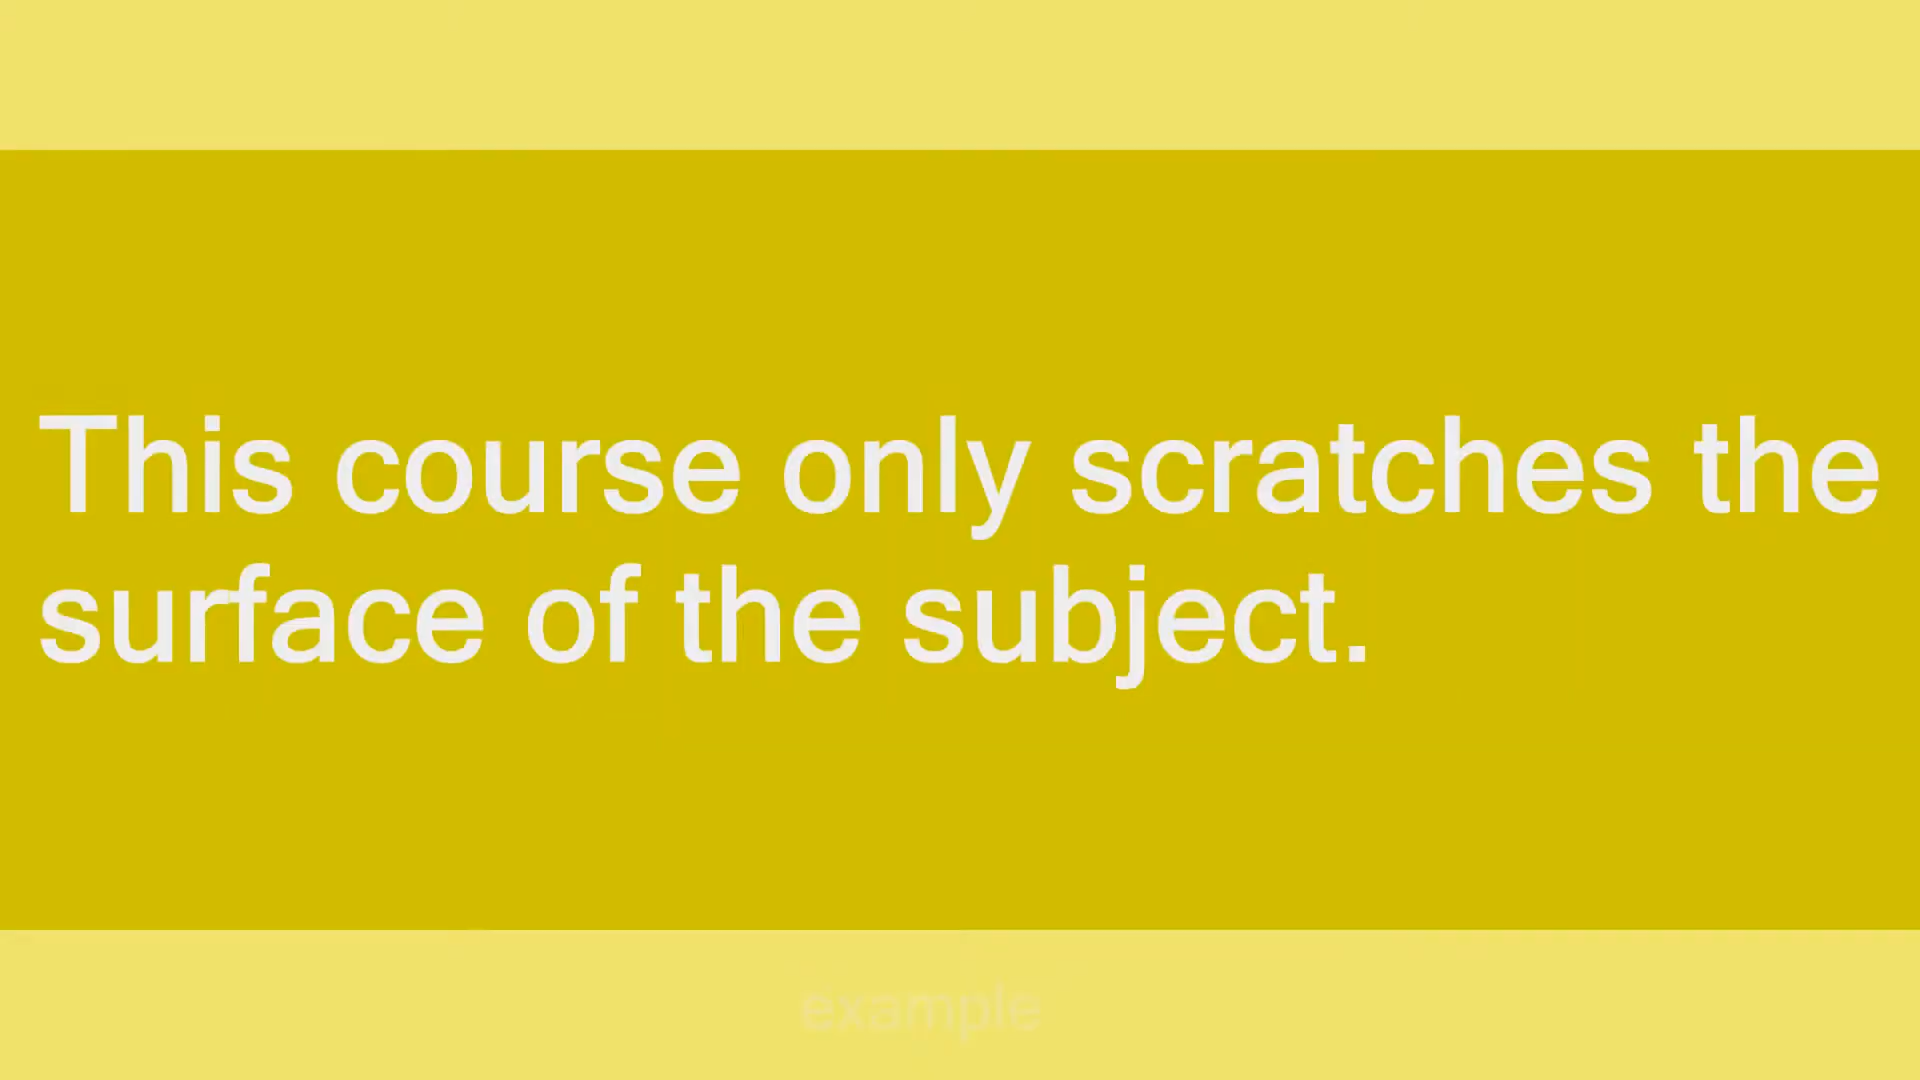 This course only scratches the
surface of the subject.
example